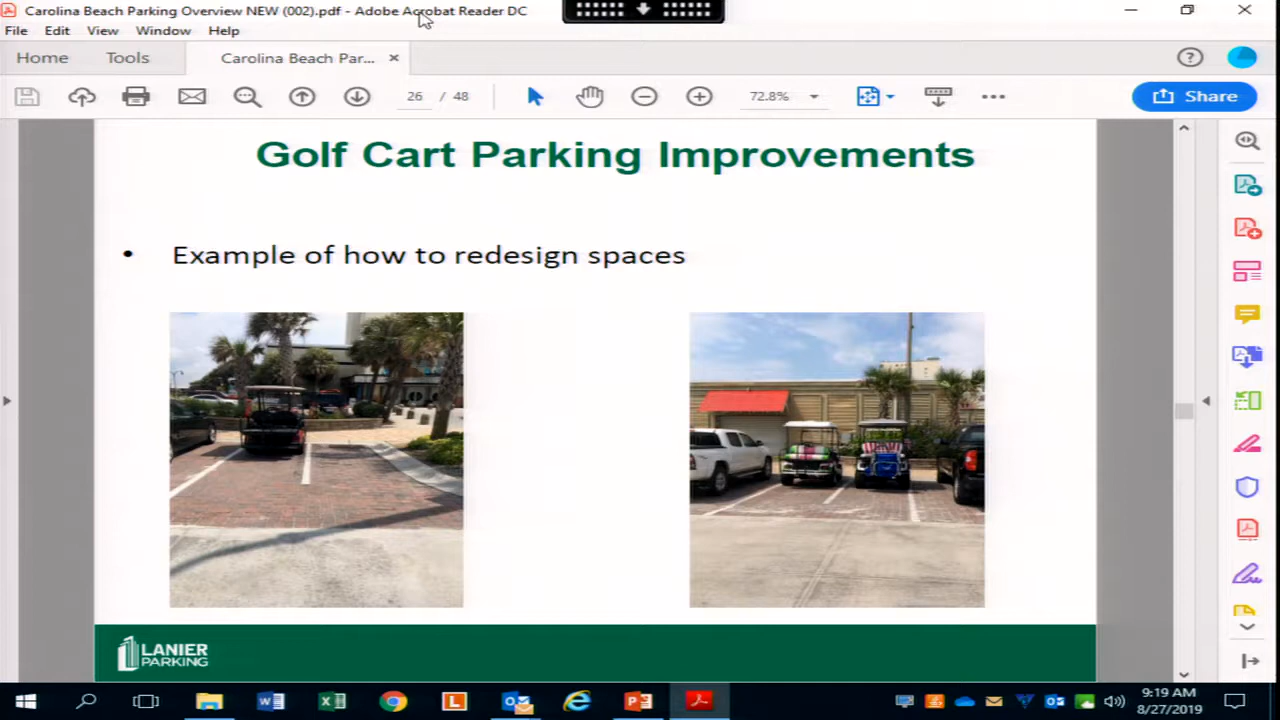 Carolina Beach Parking Overview NEW (002).pdf - Adobe Acrobat Reader DC
File Edit View Window Help
Home Tools Carolina Beach Par... ×
26 / 48 72.8% Share
Golf Cart Parking Improvements
• Example of how to redesign spaces
LANIER
PARKING
9:19 AM
8/27/2019